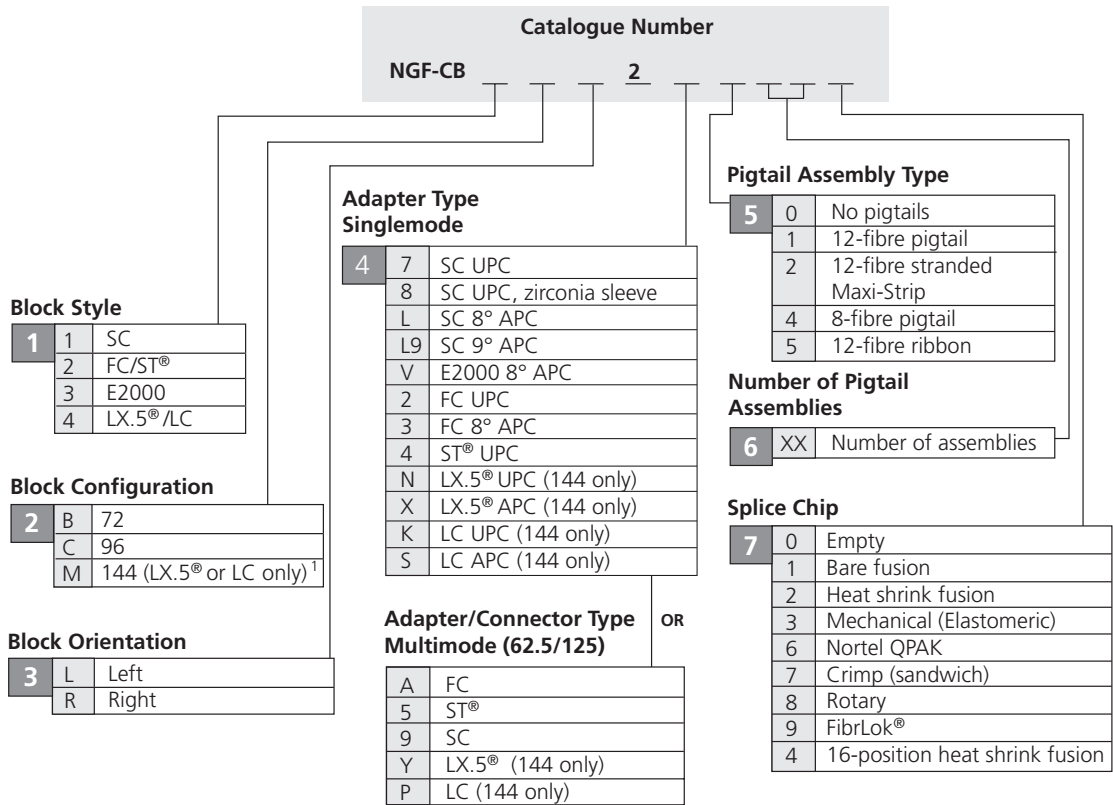 Catalogue Number
NGF-CB _ _ _ 2 _ _ _ _ _
Block Style
1
1 SC
2 FC/ST®
3 E2000
4 LX.5®/LC
Block Configuration
2
B 72
C 96
M 144 (LX.5® or LC only)1
Block Orientation
3
L Left
R Right
Adapter Type
Singlemode
4
7 SC UPC
8 SC UPC, zirconia sleeve
L SC 8° APC
L9 SC 9° APC
V E2000 8° APC
2 FC UPC
3 FC 8° APC
4 ST® UPC
N LX.5® UPC (144 only)
X LX.5® APC (144 only)
K LC UPC (144 only)
S LC APC (144 only)
OR
Adapter/Connector Type
Multimode (62.5/125)
A FC
5 ST®
9 SC
Y LX.5® (144 only)
P LC (144 only)
Pigtail Assembly Type
5
0 No pigtails
1 12-fibre pigtail
2 12-fibre stranded
Maxi-Strip
4 8-fibre pigtail
5 12-fibre ribbon
Number of Pigtail
Assemblies
6
XX Number of assemblies
Splice Chip
7
0 Empty
1 Bare fusion
2 Heat shrink fusion
3 Mechanical (Elastomeric)
6 Nortel QPAK
7 Crimp (sandwich)
8 Rotary
9 FibrLok®
4 16-position heat shrink fusion